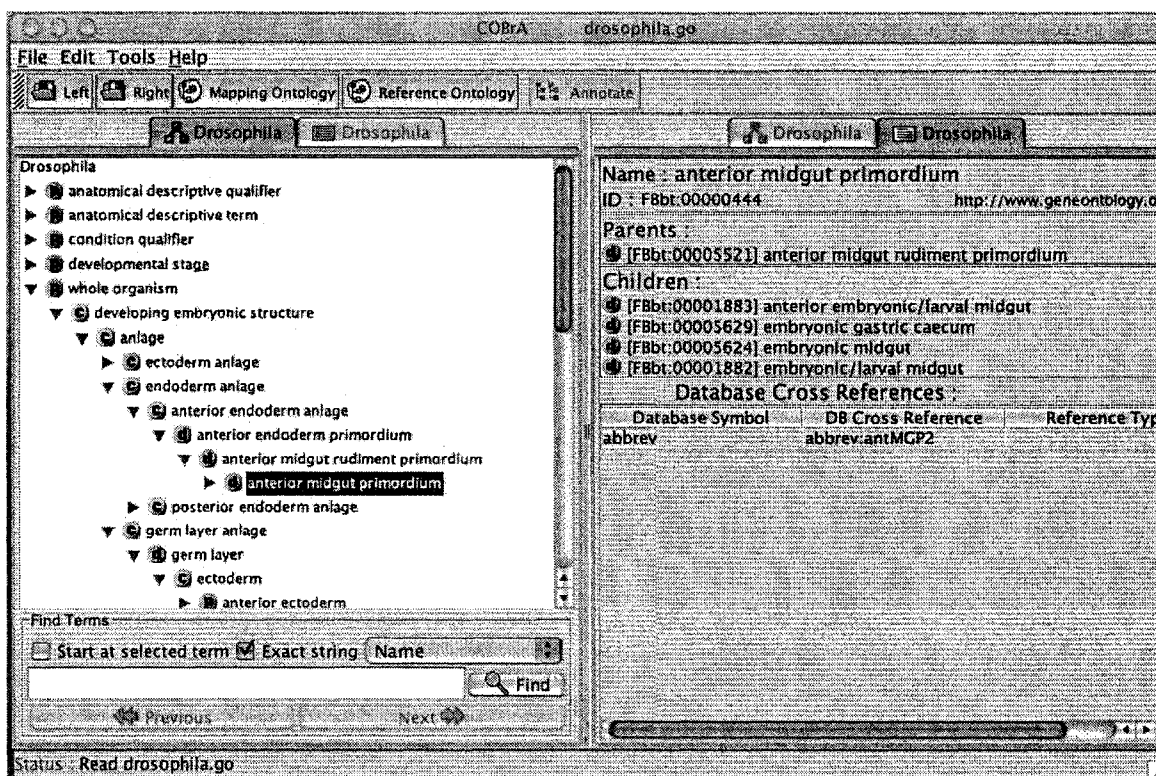 COBrA drosophila.go
File Edit Tools Help
Left Right Mapping Ontology Reference Ontology Annotate
Drosophila Drosophila
Drosophila
anatomical descriptive qualifier
anatomical descriptive term
condition qualifier
developmental stage
whole organism
developing embryonic structure
anlage
ectoderm anlage
endoderm anlage
anterior endoderm anlage
anterior endoderm primordium
anterior midgut rudiment primordium
anterior midgut primordium
posterior endoderm anlage
germ layer anlage
germ layer
ectoderm
anterior ectoderm
Find Terms
Start at selected term Exact string Name
Find
Previous Next
Drosophila Drosophila
Name : anterior midgut primordium
ID : FBbt:00000444 http://www.geneontology.o
Parents :
[FBbt:00005521] anterior midgut rudiment primordium
Children :
[FBbt:00001883] anterior embryonic/larval midgut
[FBbt:00005629] embryonic gastric caecum
[FBbt:00005624] embryonic midgut
[FBbt:00001882] embryonic/larval midgut
Database Cross References :
Database Symbol DB Cross Reference Reference Typ
abbrev abbrev:antMGP2
Status : Read drosophila.go